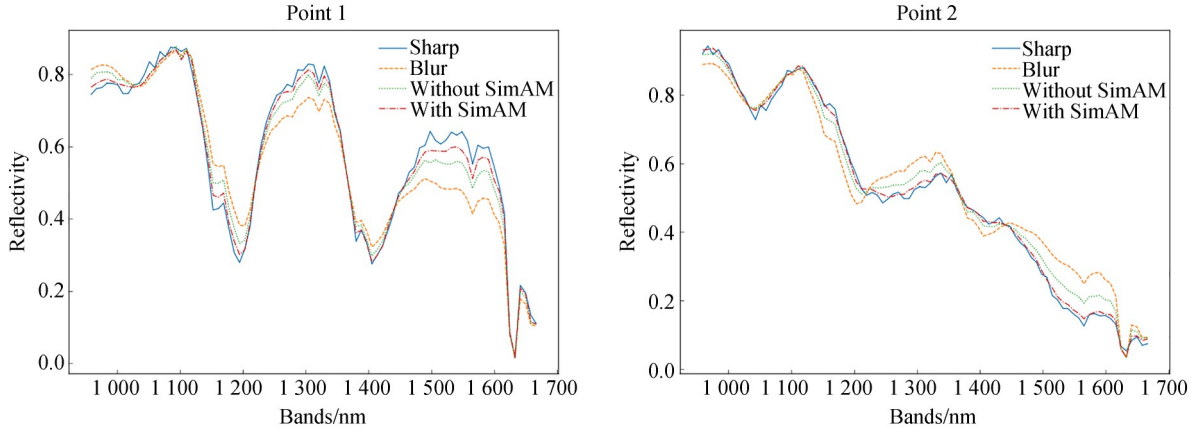 Point 1
Reflectivity
0.8
0.6
0.4
0.2
0.0
Sharp
Blur
Without SimAM
With SimAM
1 000 1 100 1 200 1 300 1 400 1 500 1 600 1 700
Bands/nm
Point 2
Reflectivity
0.8
0.6
0.4
0.2
0.0
Sharp
Blur
Without SimAM
With SimAM
1 000 1 100 1 200 1 300 1 400 1 500 1 600 1 700
Bands/nm